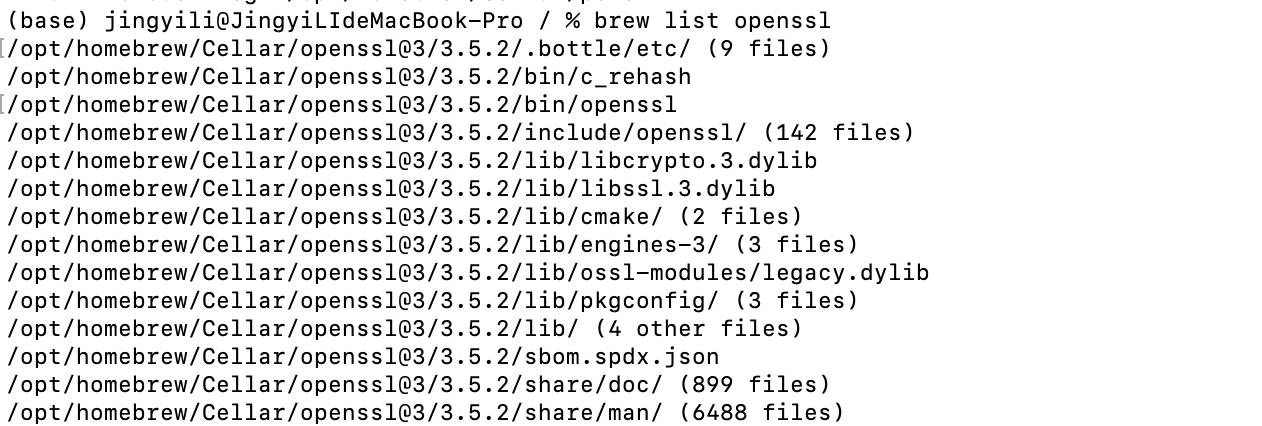 (base) jingyili@JingyiLIdeMacBook-Pro / % brew list openssl
/opt/homebrew/Cellar/openssl@3/3.5.2/.bottle/etc/ (9 files)
/opt/homebrew/Cellar/openssl@3/3.5.2/bin/c_rehash
/opt/homebrew/Cellar/openssl@3/3.5.2/bin/openssl
/opt/homebrew/Cellar/openssl@3/3.5.2/include/openssl/ (142 files)
/opt/homebrew/Cellar/openssl@3/3.5.2/lib/libcrypto.3.dylib
/opt/homebrew/Cellar/openssl@3/3.5.2/lib/libssl.3.dylib
/opt/homebrew/Cellar/openssl@3/3.5.2/lib/cmake/ (2 files)
/opt/homebrew/Cellar/openssl@3/3.5.2/lib/engines-3/ (3 files)
/opt/homebrew/Cellar/openssl@3/3.5.2/lib/ossl-modules/legacy.dylib
/opt/homebrew/Cellar/openssl@3/3.5.2/lib/pkgconfig/ (3 files)
/opt/homebrew/Cellar/openssl@3/3.5.2/lib/ (4 other files)
/opt/homebrew/Cellar/openssl@3/3.5.2/sbom.spdx.json
/opt/homebrew/Cellar/openssl@3/3.5.2/share/doc/ (899 files)
/opt/homebrew/Cellar/openssl@3/3.5.2/share/man/ (6488 files)